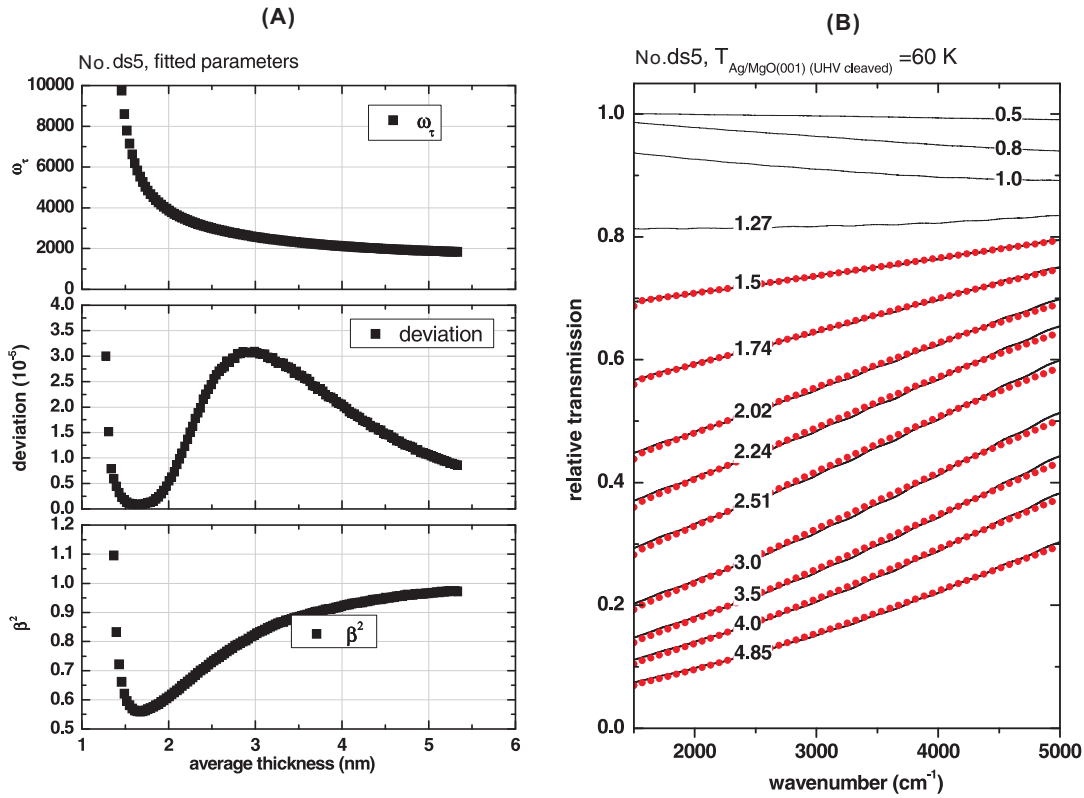 (A)
No.ds5, fitted parameters
10000
8000
6000
4000
2000
0
ω_τ
ω_τ
4.0
3.5
3.0
2.5
2.0
1.5
1.0
0.5
0.0
deviation (10⁻⁵)
deviation
1.2
1.1
1.0
0.9
0.8
0.7
0.6
0.5
β²
β²
1 2 3 4 5 6
average thickness (nm)
(B)
No.ds5, T Ag/MgO(001) (UHV cleaved) =60 K
1.0
0.8
0.6
0.4
0.2
0.0
relative transmission
0.5
0.8
1.0
1.27
1.5
1.74
2.02
2.24
2.51
3.0
3.5
4.0
4.85
2000 3000 4000 5000
wavenumber (cm⁻¹)